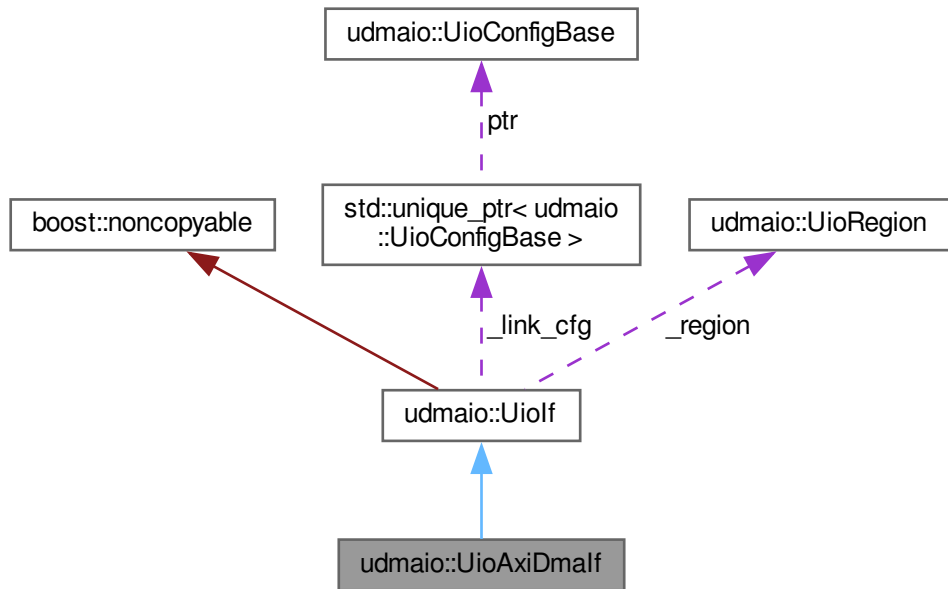 udmaio::UioConfigBase
ptr
boost::noncopyable
std::unique_ptr< udmaio
::UioConfigBase >
udmaio::UioRegion
_link_cfg
_region
udmaio::UioIf
udmaio::UioAxiDmaIf